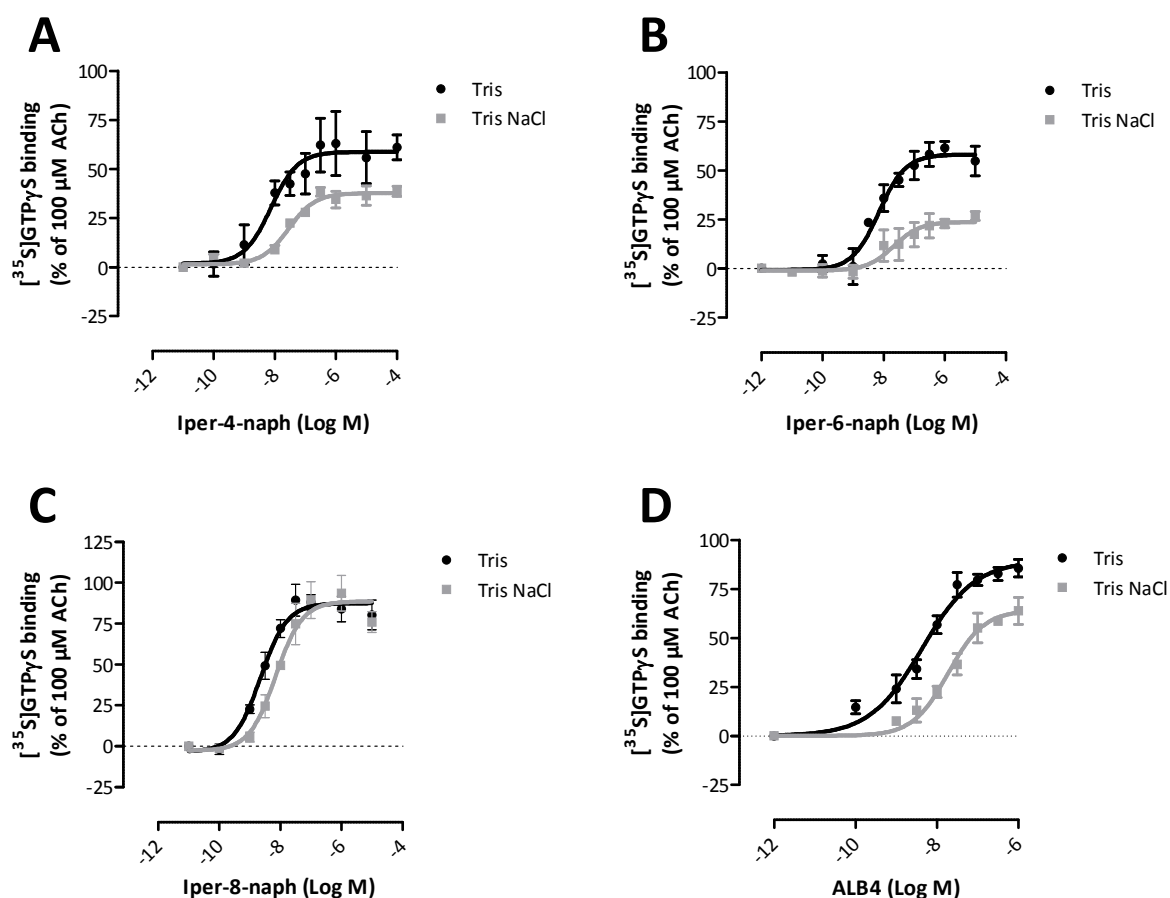 A
[³⁵S]GTPγS binding
(% of 100 µM ACh)
100
75
50
25
0
-25
-12
-10
-8
-6
-4
Iper-4-naph (Log M)
Tris
Tris NaCl
B
[³⁵S]GTPγS binding
(% of 100 µM ACh)
100
75
50
25
0
-25
-12
-10
-8
-6
-4
Iper-6-naph (Log M)
Tris
Tris NaCl
C
[³⁵S]GTPγS binding
(% of 100 µM ACh)
125
100
75
50
25
0
-25
-12
-10
-8
-6
-4
Iper-8-naph (Log M)
Tris
Tris NaCl
D
[³⁵S]GTPγS binding
(% of 100 µM ACh)
100
75
50
25
0
-25
-12
-10
-8
-6
ALB4 (Log M)
Tris
Tris NaCl